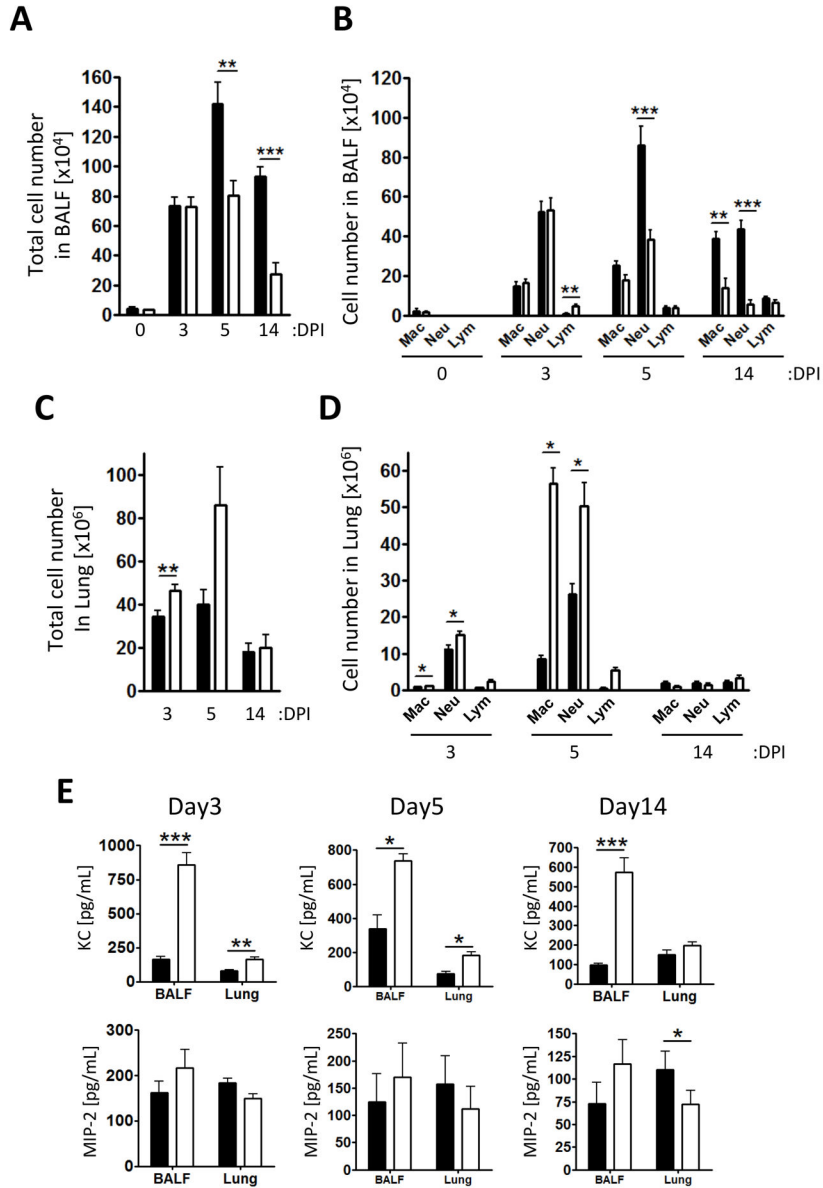 A
Total cell number
in BALF [x10⁴]
160
140
120
100
80
60
40
20
0
**
***
0 3 5 14 :DPI
B
Cell number in BALF [x10⁴]
120
100
80
60
40
20
0
**
***
**
***
Mac Neu Lym Mac Neu Lym Mac Neu Lym Mac Neu Lym
0 3 5 14 :DPI
C
Total cell number
In Lung [x10⁶]
100
80
60
40
20
0
**
3 5 14 :DPI
D
Cell number in Lung [x10⁶]
60
50
40
30
20
10
0
*
*
*
*
Mac Neu Lym Mac Neu Lym Mac Neu Lym
3 5 14 :DPI
E
Day3
KC [pg/mL]
1000
750
500
250
0
***
**
BALF Lung
Day5
KC [pg/mL]
800
600
400
200
0
*
*
BALF Lung
Day14
KC [pg/mL]
700
600
500
400
300
200
100
0
***
BALF Lung
MIP-2 [pg/mL]
300
200
100
0
BALF Lung
MIP-2 [pg/mL]
250
200
150
100
50
0
BALF Lung
MIP-2 [pg/mL]
150
125
100
75
50
25
0
*
BALF Lung